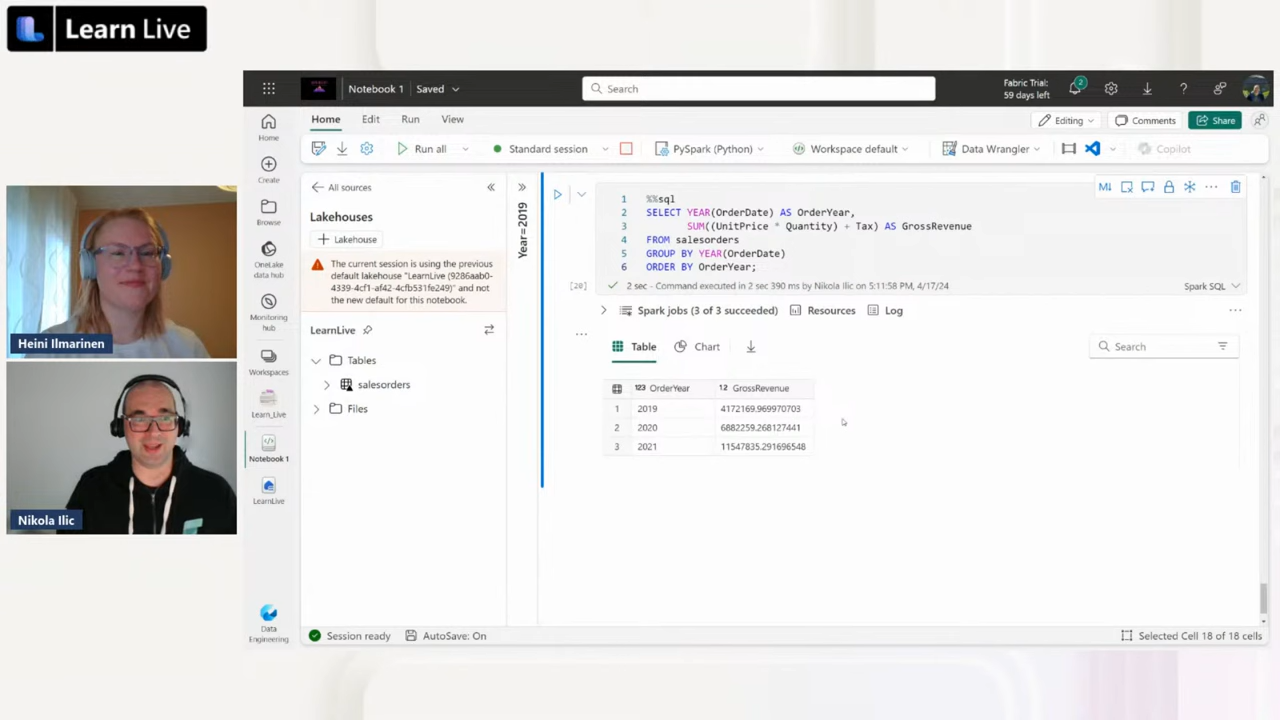 Learn Live
Notebook 1
Saved
Search
Fabric Trial:
59 days left
2
?
Home
Edit
Run
View
Editing
Comments
Share
Run all
Standard session
PySpark (Python)
Workspace default
Data Wrangler
Copilot
Home
Create
Browse
OneLake
data hub
Monitoring
hub
Workspaces
Learn_Live
Notebook 1
LearnLive
Data
Engineering
All sources
Lakehouses
Lakehouse
The current session is using the previous
default lakehouse "LearnLive (9286aab0-
4339-4cf1-af42-4cfb531fe249)" and not
the new default for this notebook.
LearnLive
Tables
salesorders
Files
Year=2019
M↓
1 %%sql
2 SELECT YEAR(OrderDate) AS OrderYear,
3 SUM((UnitPrice * Quantity) + Tax) AS GrossRevenue
4 FROM salesorders
5 GROUP BY YEAR(OrderDate)
6 ORDER BY OrderYear;
[20]
2 sec - Command executed in 2 sec 390 ms by Nikola Ilic on 5:11:58 PM, 4/17/24
Spark SQL
Spark jobs (3 of 3 succeeded)
Resources
Log
Table
Chart
Search
123 OrderYear
12 GrossRevenue
1 2019 4172169.969970703
2 2020 6882259.268127441
3 2021 11547835.291696548
Heini Ilmarinen
Nikola Ilic
Session ready
AutoSave: On
Selected Cell 18 of 18 cells